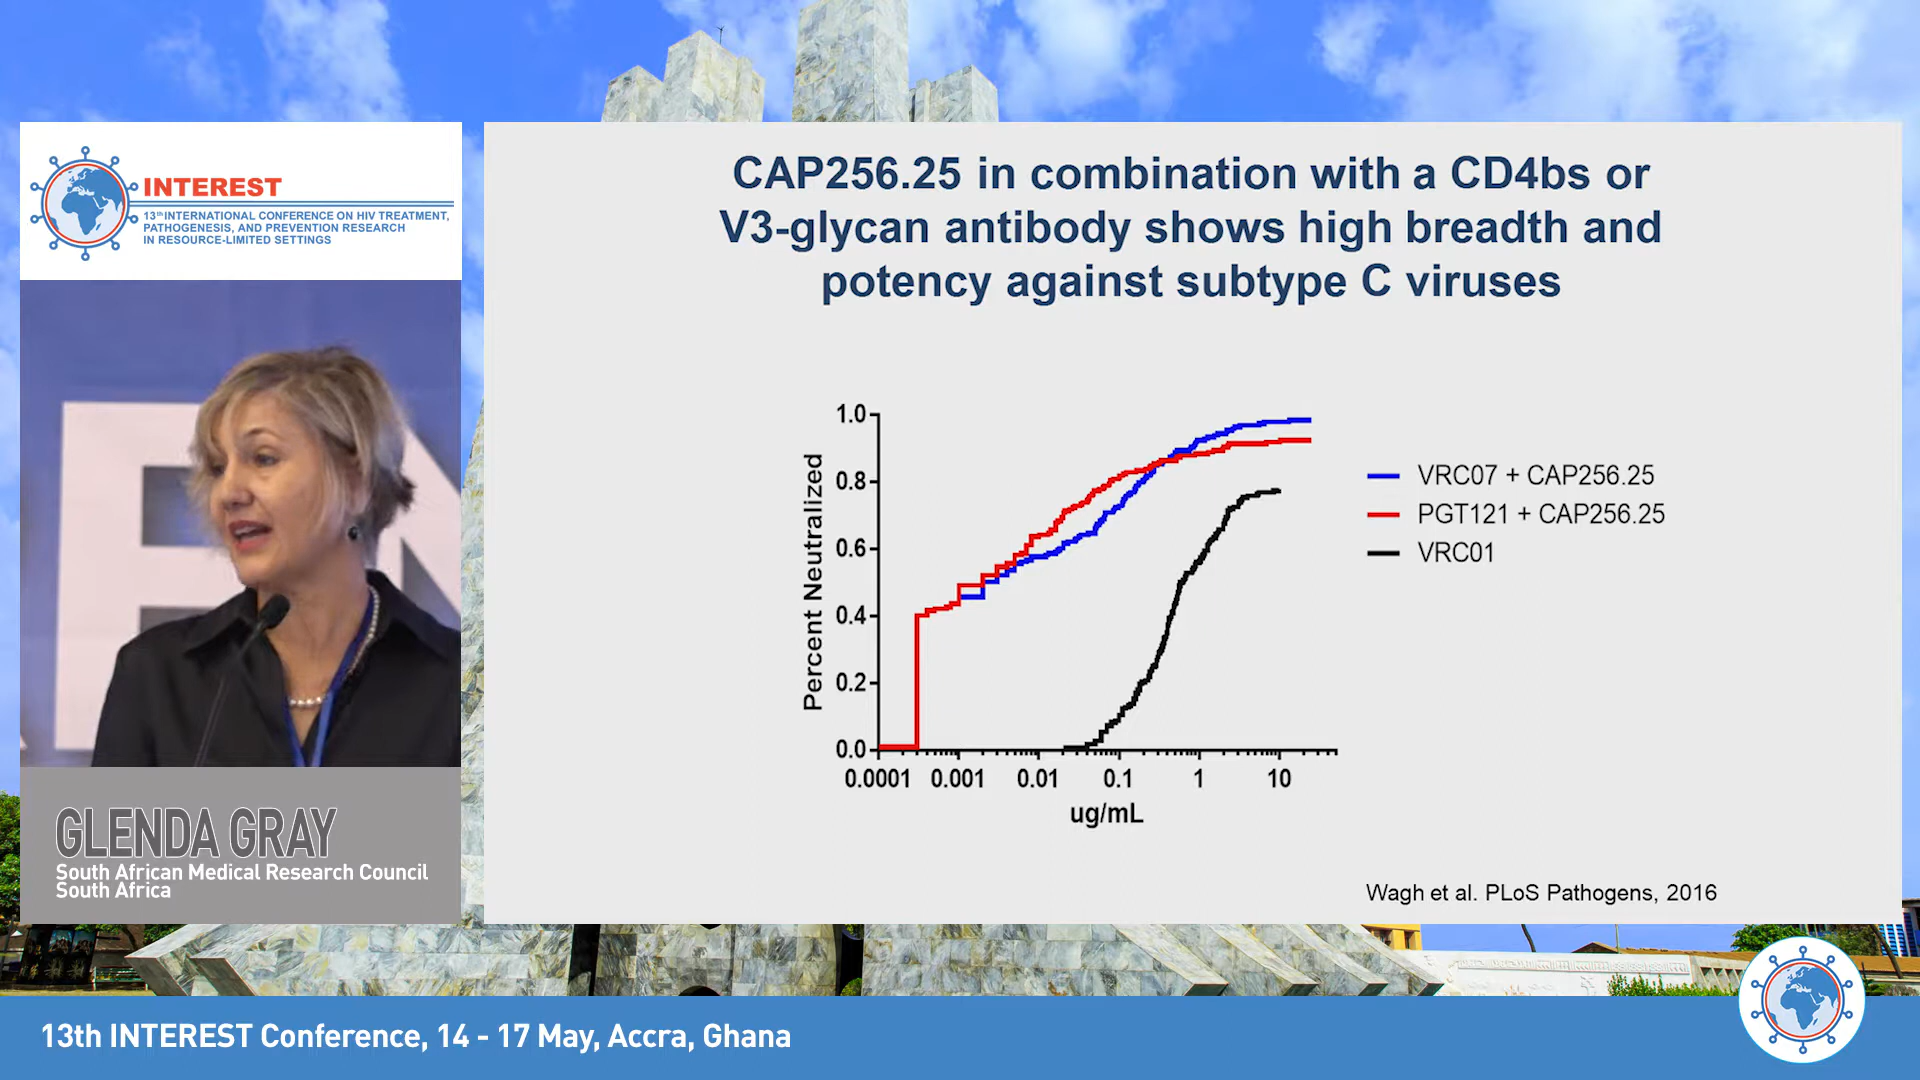 INTEREST
13th INTERNATIONAL CONFERENCE ON HIV TREATMENT,
PATHOGENESIS, AND PREVENTION RESEARCH
IN RESOURCE-LIMITED SETTINGS
GLENDA GRAY
South African Medical Research Council
South Africa
CAP256.25 in combination with a CD4bs or
V3-glycan antibody shows high breadth and
potency against subtype C viruses
Percent Neutralized
1.0
0.8
0.6
0.4
0.2
0.0
0.0001 0.001 0.01 0.1 1 10
ug/mL
VRC07 + CAP256.25
PGT121 + CAP256.25
VRC01
Wagh et al. PLoS Pathogens, 2016
13th INTEREST Conference, 14 - 17 May, Accra, Ghana